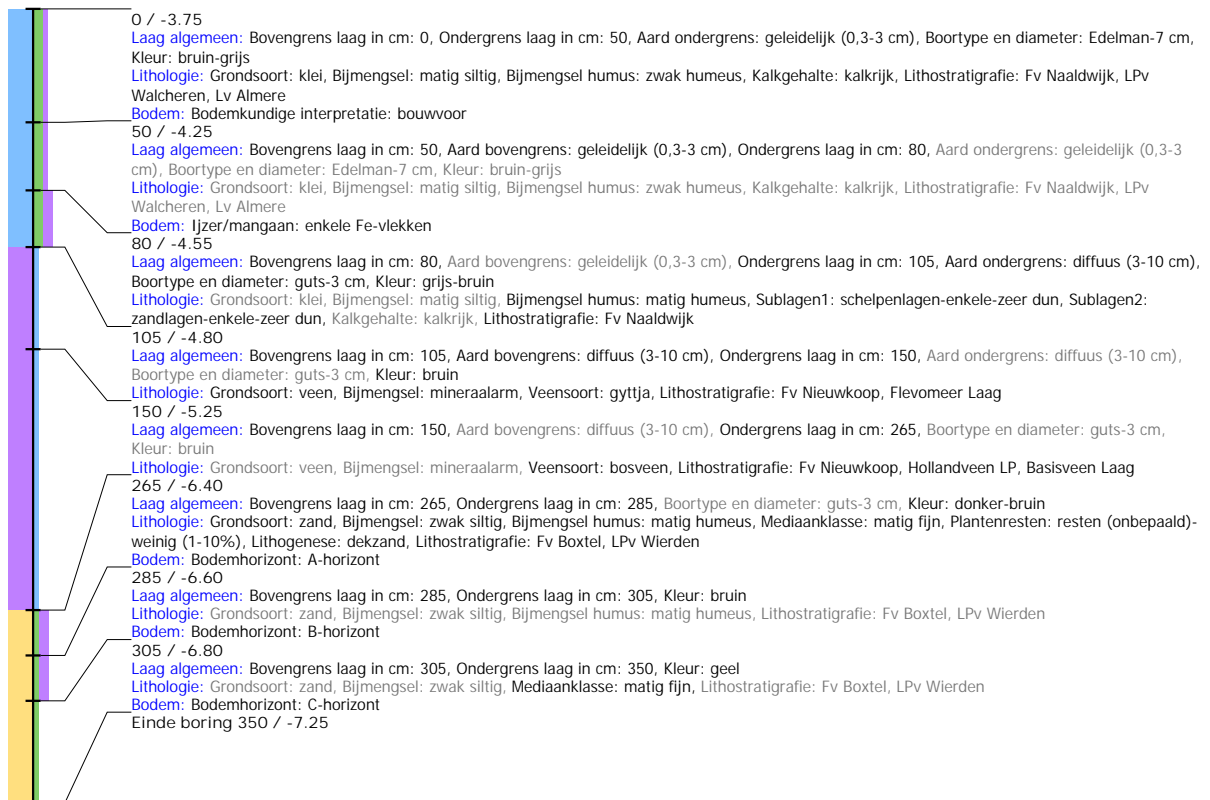 0 / -3.75
Laag algemeen: Bovengrens laag in cm: 0, Ondergrens laag in cm: 50, Aard ondergrens: geleidelijk (0,3-3 cm), Boortype en diameter: Edelman-7 cm,
Kleur: bruin-grijs
Lithologie: Grondsoort: klei, Bijmengsel: matig siltig, Bijmengsel humus: zwak humeus, Kalkgehalte: kalkrijk, Lithostratigrafie: Fv Naaldwijk, LPv
Walcheren, Lv Almere
Bodem: Bodemkundige interpretatie: bouwvoor
50 / -4.25
Laag algemeen: Bovengrens laag in cm: 50, Aard bovengrens: geleidelijk (0,3-3 cm), Ondergrens laag in cm: 80, Aard ondergrens: geleidelijk (0,3-3
cm), Boortype en diameter: Edelman-7 cm, Kleur: bruin-grijs
Lithologie: Grondsoort: klei, Bijmengsel: matig siltig, Bijmengsel humus: zwak humeus, Kalkgehalte: kalkrijk, Lithostratigrafie: Fv Naaldwijk, LPv
Walcheren, Lv Almere
Bodem: Ijzer/mangaan: enkele Fe-vlekken
80 / -4.55
Laag algemeen: Bovengrens laag in cm: 80, Aard bovengrens: geleidelijk (0,3-3 cm), Ondergrens laag in cm: 105, Aard ondergrens: diffuus (3-10 cm),
Boortype en diameter: guts-3 cm, Kleur: grijs-bruin
Lithologie: Grondsoort: klei, Bijmengsel: matig siltig, Bijmengsel humus: matig humeus, Sublagen1: schelpenlagen-enkele-zeer dun, Sublagen2:
zandlagen-enkele-zeer dun, Kalkgehalte: kalkrijk, Lithostratigrafie: Fv Naaldwijk
105 / -4.80
Laag algemeen: Bovengrens laag in cm: 105, Aard bovengrens: diffuus (3-10 cm), Ondergrens laag in cm: 150, Aard ondergrens: diffuus (3-10 cm),
Boortype en diameter: guts-3 cm, Kleur: bruin
Lithologie: Grondsoort: veen, Bijmengsel: mineraalarm, Veensoort: gyttja, Lithostratigrafie: Fv Nieuwkoop, Flevomeer Laag
150 / -5.25
Laag algemeen: Bovengrens laag in cm: 150, Aard bovengrens: diffuus (3-10 cm), Ondergrens laag in cm: 265, Boortype en diameter: guts-3 cm,
Kleur: bruin
Lithologie: Grondsoort: veen, Bijmengsel: mineraalarm, Veensoort: bosveen, Lithostratigrafie: Fv Nieuwkoop, Hollandveen LP, Basisveen Laag
265 / -6.40
Laag algemeen: Bovengrens laag in cm: 265, Ondergrens laag in cm: 285, Boortype en diameter: guts-3 cm, Kleur: donker-bruin
Lithologie: Grondsoort: zand, Bijmengsel: zwak siltig, Bijmengsel humus: matig humeus, Mediaanklasse: matig fijn, Plantenresten: resten (onbepaald)-
weinig (1-10%), Lithogenese: dekzand, Lithostratigrafie: Fv Boxtel, LPv Wierden
Bodem: Bodemhorizont: A-horizont
285 / -6.60
Laag algemeen: Bovengrens laag in cm: 285, Ondergrens laag in cm: 305, Kleur: bruin
Lithologie: Grondsoort: zand, Bijmengsel: zwak siltig, Bijmengsel humus: matig humeus, Lithostratigrafie: Fv Boxtel, LPv Wierden
Bodem: Bodemhorizont: B-horizont
305 / -6.80
Laag algemeen: Bovengrens laag in cm: 305, Ondergrens laag in cm: 350, Kleur: geel
Lithologie: Grondsoort: zand, Bijmengsel: zwak siltig, Mediaanklasse: matig fijn, Lithostratigrafie: Fv Boxtel, LPv Wierden
Bodem: Bodemhorizont: C-horizont
Einde boring 350 / -7.25